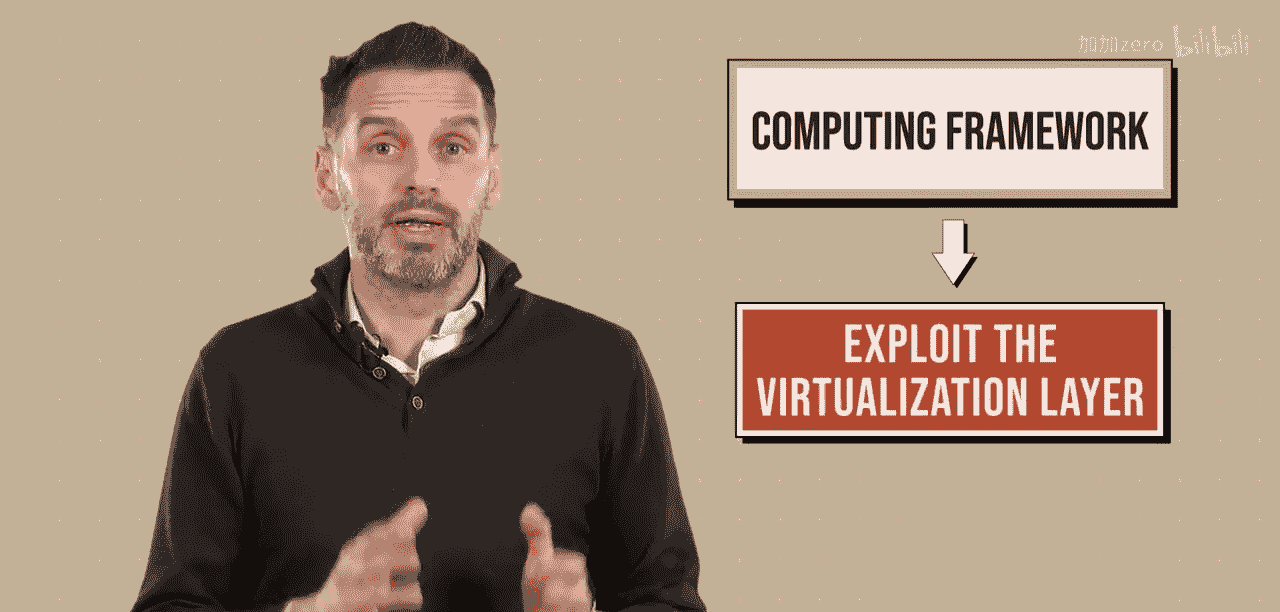 加加zero bilibili
COMPUTING FRAMEWORK
EXPLOIT THE
VIRTUALIZATION LAYER